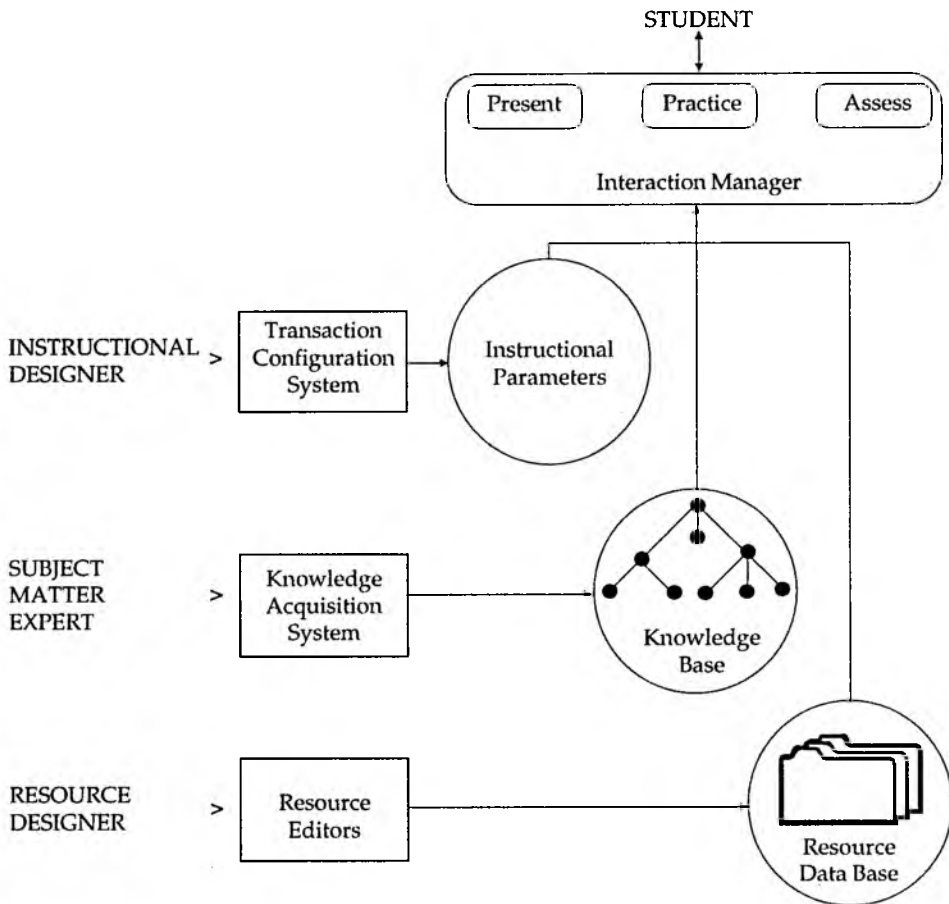 STUDENT
Present
Practice
Assess
Interaction Manager
INSTRUCTIONAL
DESIGNER
>
Transaction
Configuration
System
Instructional
Parameters
SUBJECT
MATTER
EXPERT
>
Knowledge
Acquisition
System
Knowledge
Base
RESOURCE
DESIGNER
>
Resource
Editors
Resource
Data Base